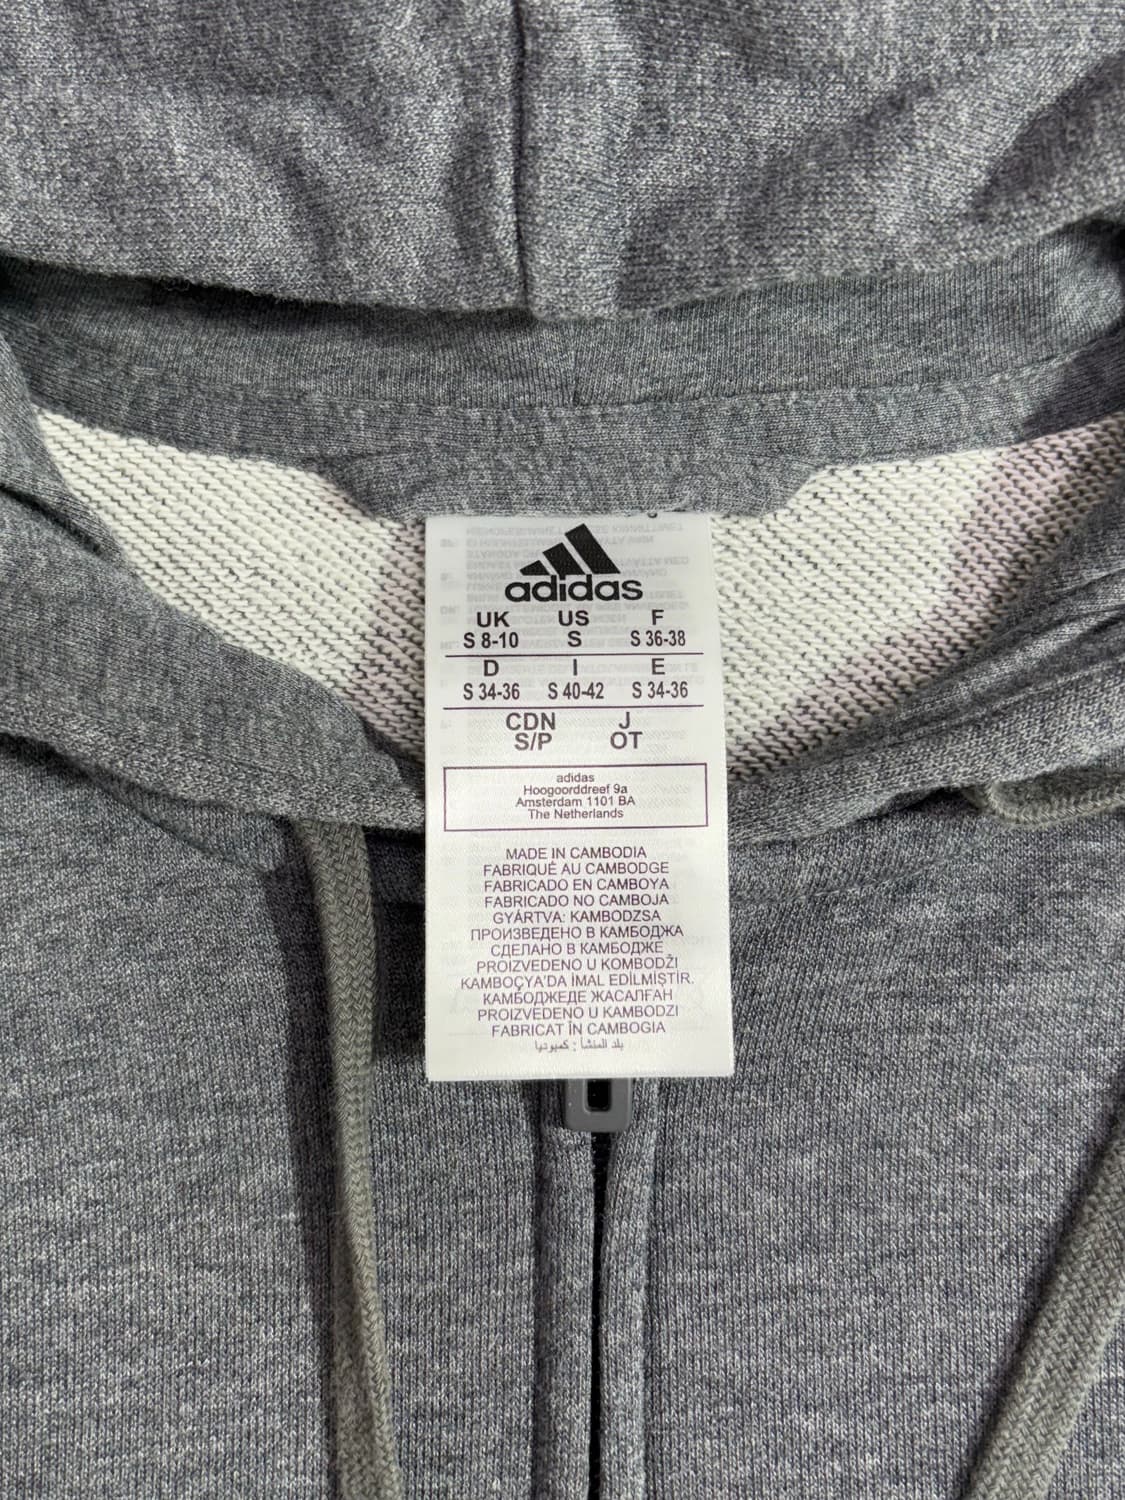 adidas
UK US F
S 8-10 S S 36-38
D I E
S 34-36 S 40-42 S 34-36
CDN J
S/P OT
adidas
Hoogoorddreef 9a
Amsterdam 1101 BA
The Netherlands
MADE IN CAMBODIA
FABRIQUÉ AU CAMBODGE
FABRICADO EN CAMBOYA
FABRICADO NO CAMBOJA
GYÁRTVA: KAMBODZSA
ПРОИЗВЕДЕНО В КАМБОДЖА
СДЕЛАНО В КАМБОДЖЕ
PROIZVEDENO U KOMBODŽI
KAMBOÇYA'DA İMAL EDİLMİŞTİR.
КАМБОДЖЕДЕ ЖАСАЛҒАН
PROIZVEDENO U KAMBODZI
FABRICAT ÎN CAMBOGIA
بلد المنشأ : كمبوديا